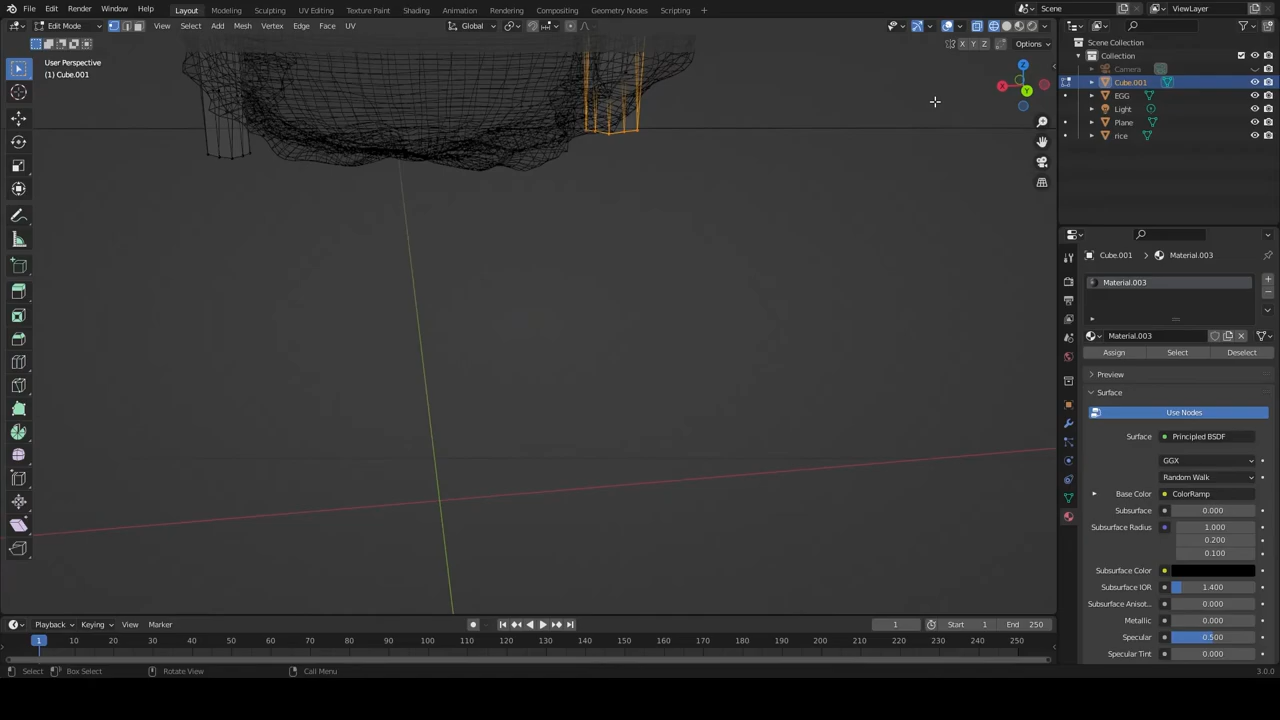 File Edit Render Window Help Layout Modeling Sculpting UV Editing Texture Paint Shading Animation Rendering Compositing Geometry Nodes Scripting + Scene ViewLayer
Edit Mode View Select Add Mesh Vertex Edge Face UV Global
X Y Z Options
User Perspective
(1) Cube.001
X
Y
Z
Scene Collection
Collection
Camera
Cube.001
EGG
Light
Plane
rice
Cube.001 > Material.003
Material.003
Material.003
Assign Select Deselect
Preview
Surface
Use Nodes
Surface Principled BSDF
GGX
Random Walk
Base Color ColorRamp
Subsurface 0.000
Subsurface Radius 1.000
0.200
0.100
Subsurface Color
Subsurface IOR 1.400
Subsurface Anisot... 0.000
Metallic 0.000
Specular 0.500
Specular Tint 0.000
Playback Keying View Marker 1 Start 1 End 250
1 10 20 30 40 50 60 70 80 90 100 110 120 130 140 150 160 170 180 190 200 210 220 230 240 250
Select Box Select Rotate View Call Menu 3.0.0